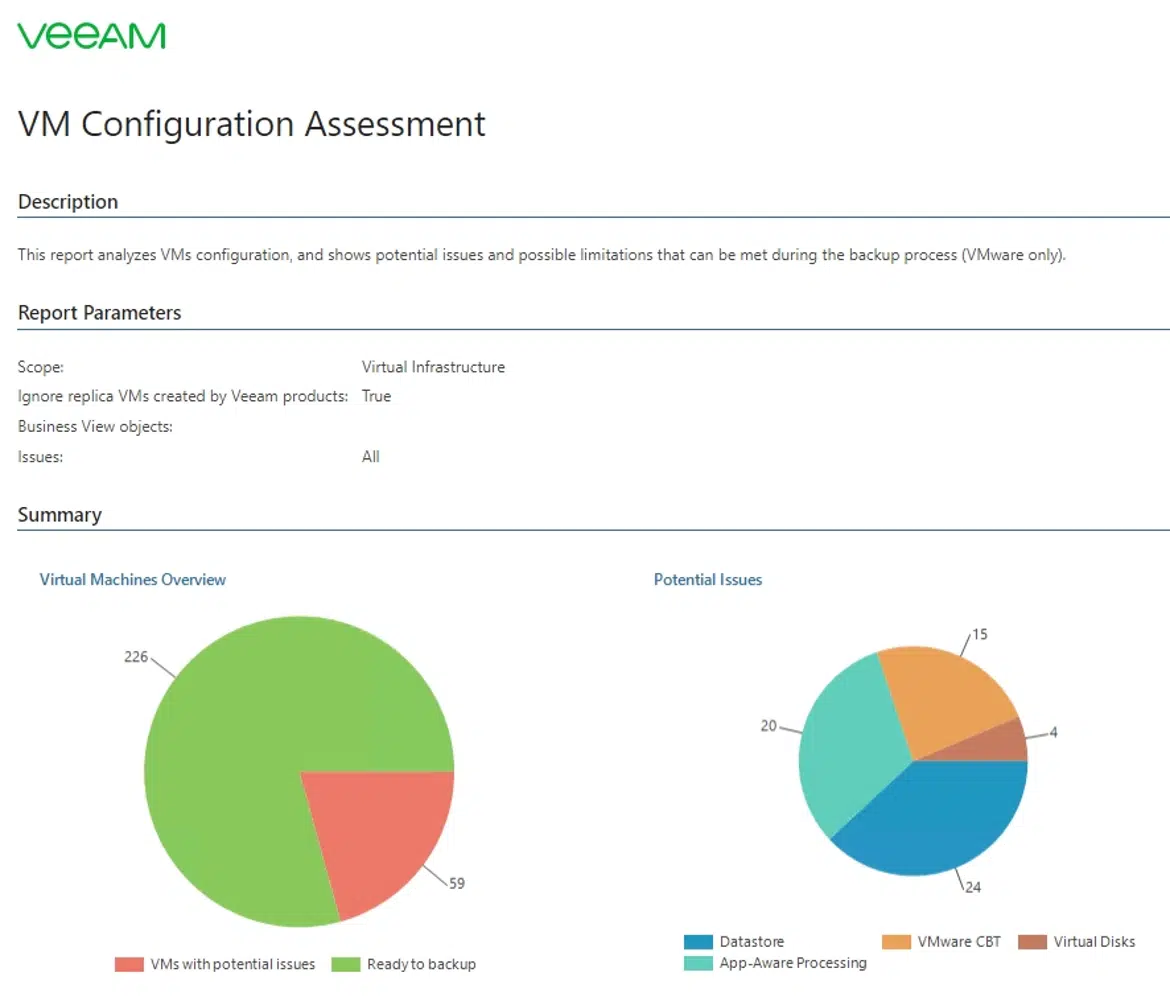 veeam
VM Configuration Assessment
Description
This report analyzes VMs configuration, and shows potential issues and possible limitations that can be met during the backup process (VMware only).
Report Parameters
Scope: Virtual Infrastructure
Ignore replica VMs created by Veeam products: True
Business View objects:
Issues: All
Summary
Virtual Machines Overview
226
59
VMs with potential issues Ready to backup
Potential Issues
15
4
20
24
Datastore VMware CBT Virtual Disks
App-Aware Processing